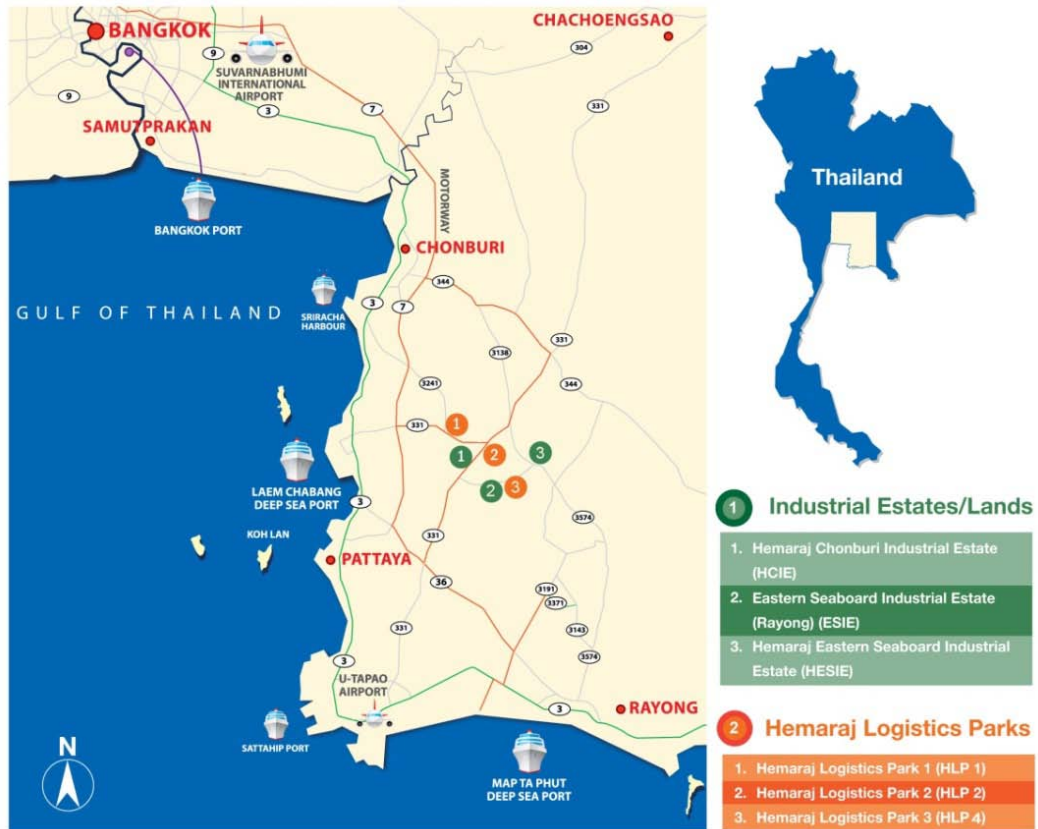 BANGKOK
CHACHOENGSAO
304
9
SUVARNABHUMI
INTERNATIONAL
AIRPORT
331
9
3
7
SAMUTPRAKAN
MOTORWAY
BANGKOK PORT
CHONBURI
344
GULF OF THAILAND
SRIRACHA
HARBOUR
3
7
331
3138
3241
344
331
1
1
2
3
2
3
LAEM CHABANG
DEEP SEA PORT
3
3574
KOH LAN
331
PATTAYA
36
3191
3371
331
3143
3574
3
U-TAPAO
AIRPORT
3
RAYONG
SATTAHIP PORT
MAP TA PHUT
DEEP SEA PORT
N
Thailand
1 Industrial Estates/Lands
1. Hemaraj Chonburi Industrial Estate
(HCIE)
2. Eastern Seaboard Industrial Estate
(Rayong) (ESIE)
3. Hemaraj Eastern Seaboard Industrial
Estate (HESIE)
2 Hemaraj Logistics Parks
1. Hemaraj Logistics Park 1 (HLP 1)
2. Hemaraj Logistics Park 2 (HLP 2)
3. Hemaraj Logistics Park 3 (HLP 4)